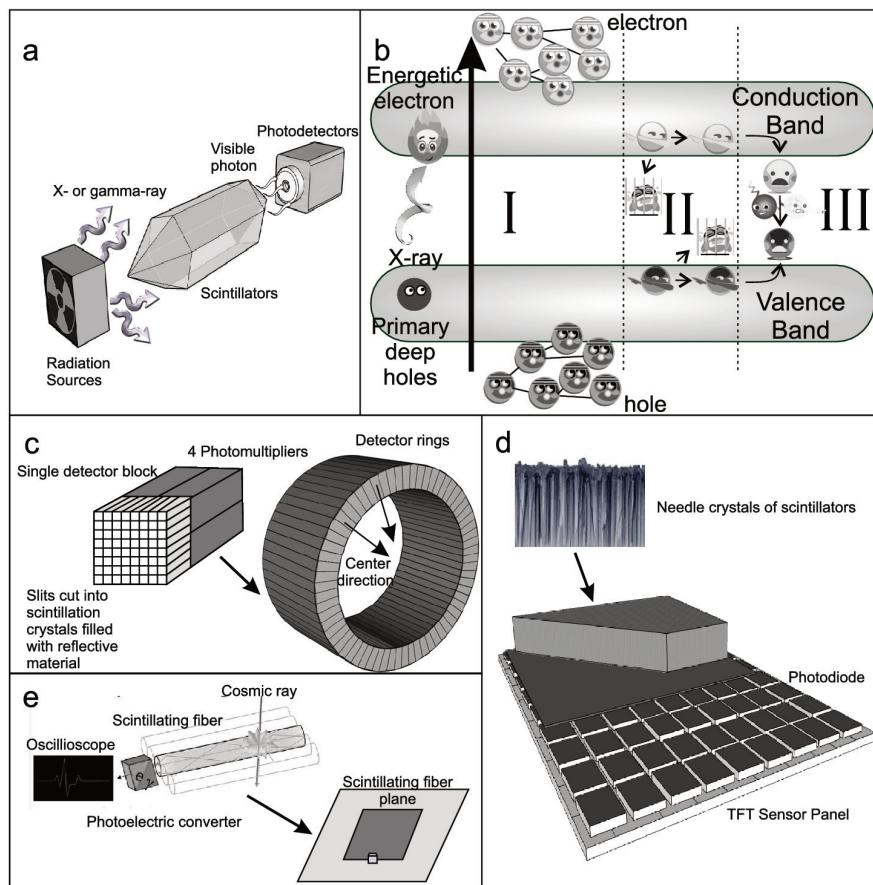 a
X- or gamma-ray
Visible
photon
Photodetectors
Scintillators
Radiation
Sources
b
electron
Energetic
electron
Conduction
Band
I
II
III
X-ray
Primary
deep
holes
Valence
Band
hole
c
Single detector block
4 Photomultipliers
Detector rings
Center
direction
Slits cut into
scintillation
crystals filled
with reflective
material
d
Needle crystals of scintillators
Photodiode
TFT Sensor Panel
e
Cosmic ray
Scintillating fiber
Oscillioscope
Photoelectric converter
Scintillating fiber
plane